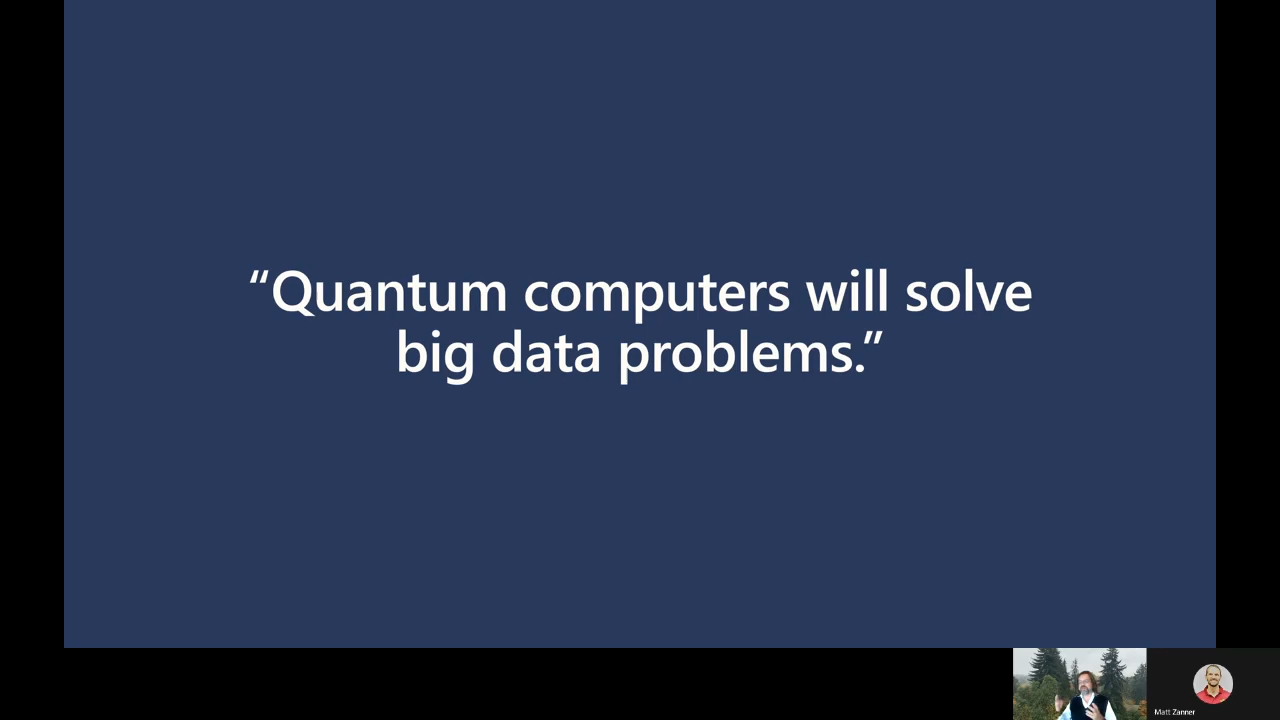 “Quantum computers will solve
big data problems.”
Matt Zanner